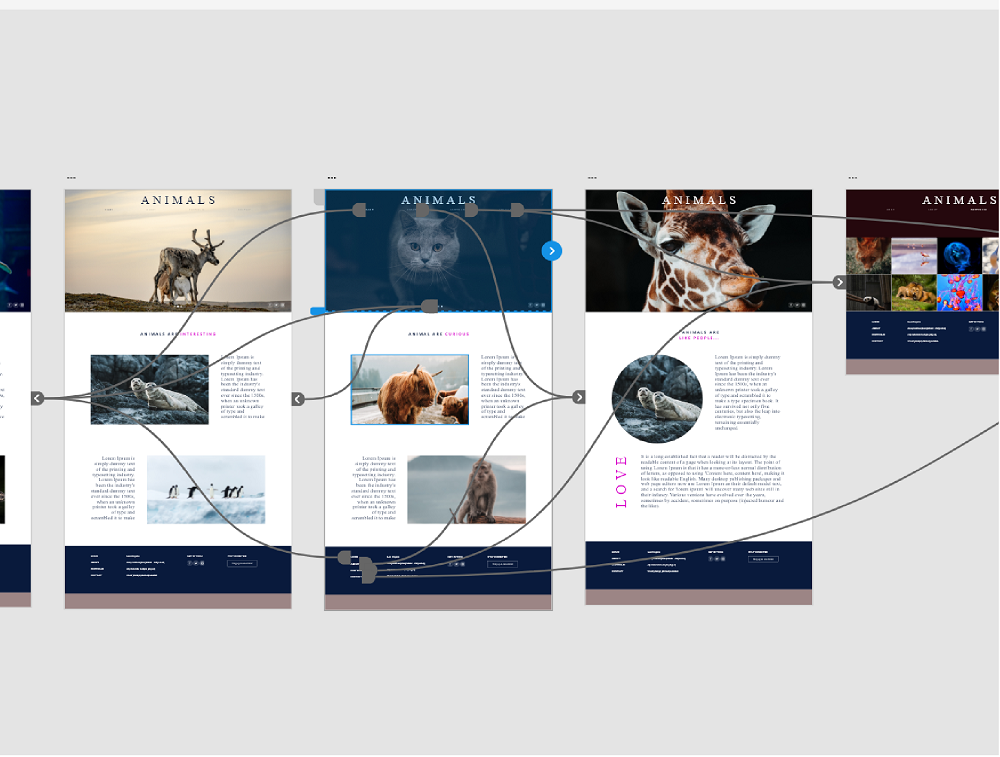 ANIMALS
ANIMALS ARE INTERESTING
Lorem Ipsum is
simply dummy text
of the printing and
typesetting industry.
Lorem Ipsum has
been the industry's
standard dummy text
ever since the 1500s,
when an unknown
printer took a galley
of type and
scrambled it to make
Lorem Ipsum is
simply dummy text
of the printing and
typesetting industry.
Lorem Ipsum has
been the industry's
standard dummy text
ever since the 1500s,
when an unknown
printer took a galley
of type and
scrambled it to make
ANIMALS
ANIMAL ARE CURIOUS
Lorem Ipsum is
simply dummy text
of the printing and
typesetting industry.
Lorem Ipsum has
been the industry's
standard dummy text
ever since the 1500s,
when an unknown
printer took a galley
of type and
scrambled it to make
Lorem Ipsum is
simply dummy text
of the printing and
typesetting industry.
Lorem Ipsum has
been the industry's
standard dummy text
ever since the 1500s,
when an unknown
printer took a galley
of type and
scrambled it to make
ANIMALS
ANIMALS ARE
LIKE PEOPLE...
Lorem Ipsum is simply
dummy text of the
printing and typesetting
industry. Lorem Ipsum
has been the industry's
standard dummy text
ever since the 1500s,
when an unknown
printer took a galley of
type and scrambled it to
make a type specimen book. It
has survived not only five
centuries, but also the leap into
electronic typesetting,
remaining essentially
unchanged.
LOVE
It is a long established fact that a reader will be distracted by the
readable content of a page when looking at its layout. The point of
using Lorem Ipsum is that it has a more-or-less normal distribution
of letters, as opposed to using 'Content here, content here', making it
look like readable English. Many desktop publishing packages and
web page editors now use Lorem Ipsum as their default model text,
and a search for 'lorem ipsum' will uncover many web sites still in
their infancy. Various versions have evolved over the years,
sometimes by accident, sometimes on purpose (injected humour and
the like).
ANIMALS